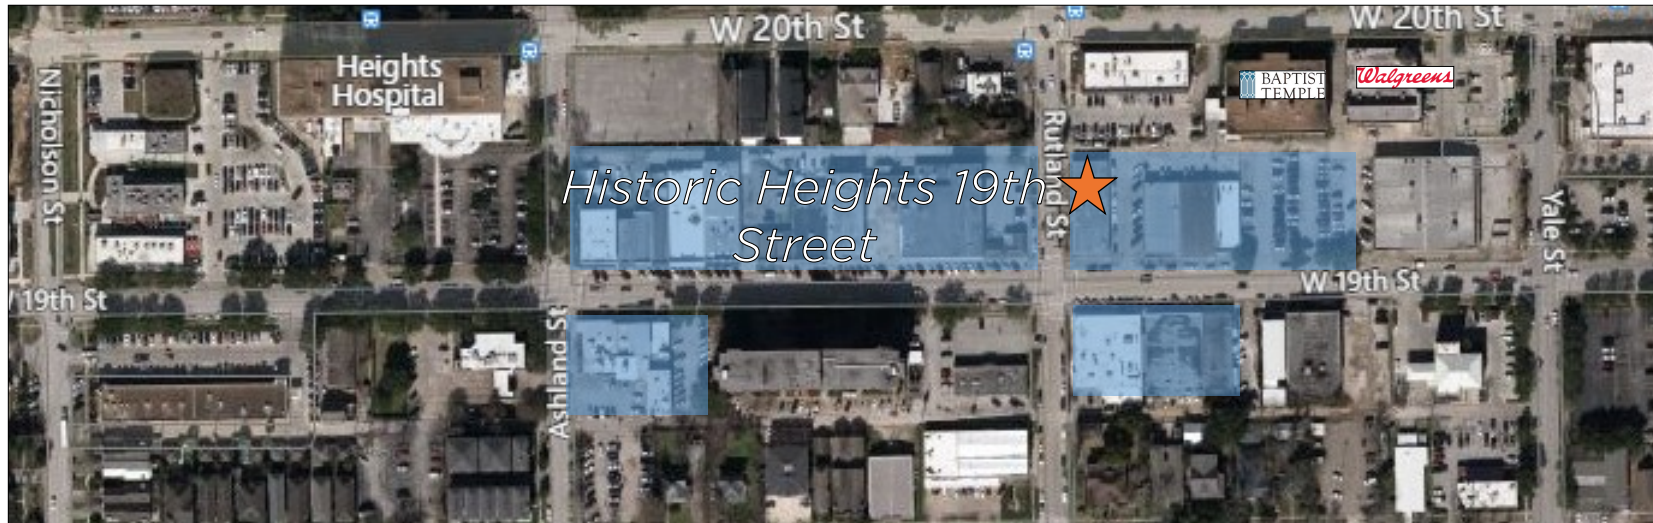 W 20th St
W 20th St
Heights
Hospital
BAPTIST
TEMPLE
Walgreens
Nicholson St
Rutland St
Historic Heights 19th
Street
Yale St
W 19th St
19th St
Ashland St